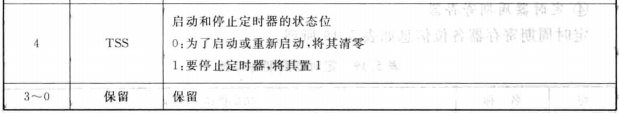 启动和停止定时器的状态位
4 TSS 0:为了启动或重新启动,将其清零
1:要停止定时器,将其置 1
3~0 保留 保留